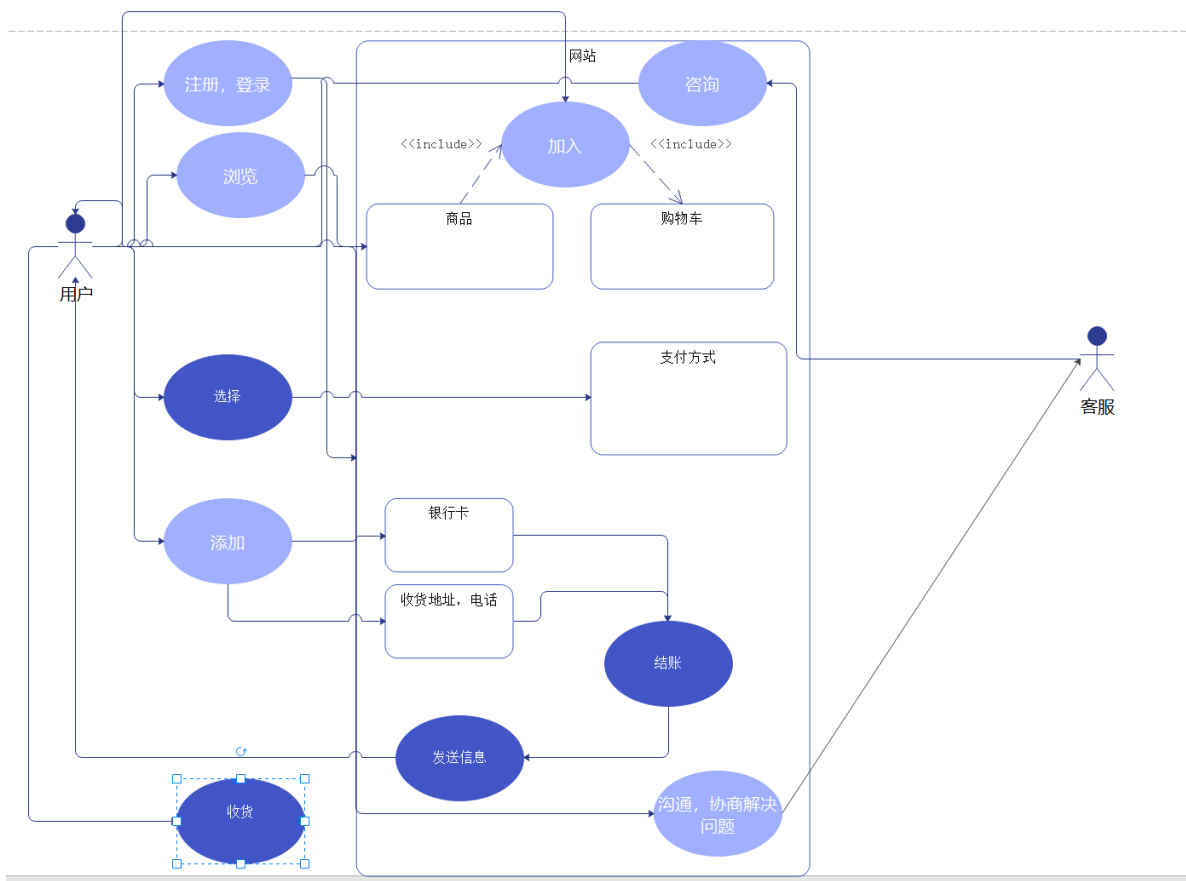 网站
注册，登录
咨询
<<include>>
加入
<<include>>
浏览
商品
购物车
用户
支付方式
选择
客服
银行卡
添加
收货地址，电话
结账
发送信息
收货
沟通，协商解决
问题